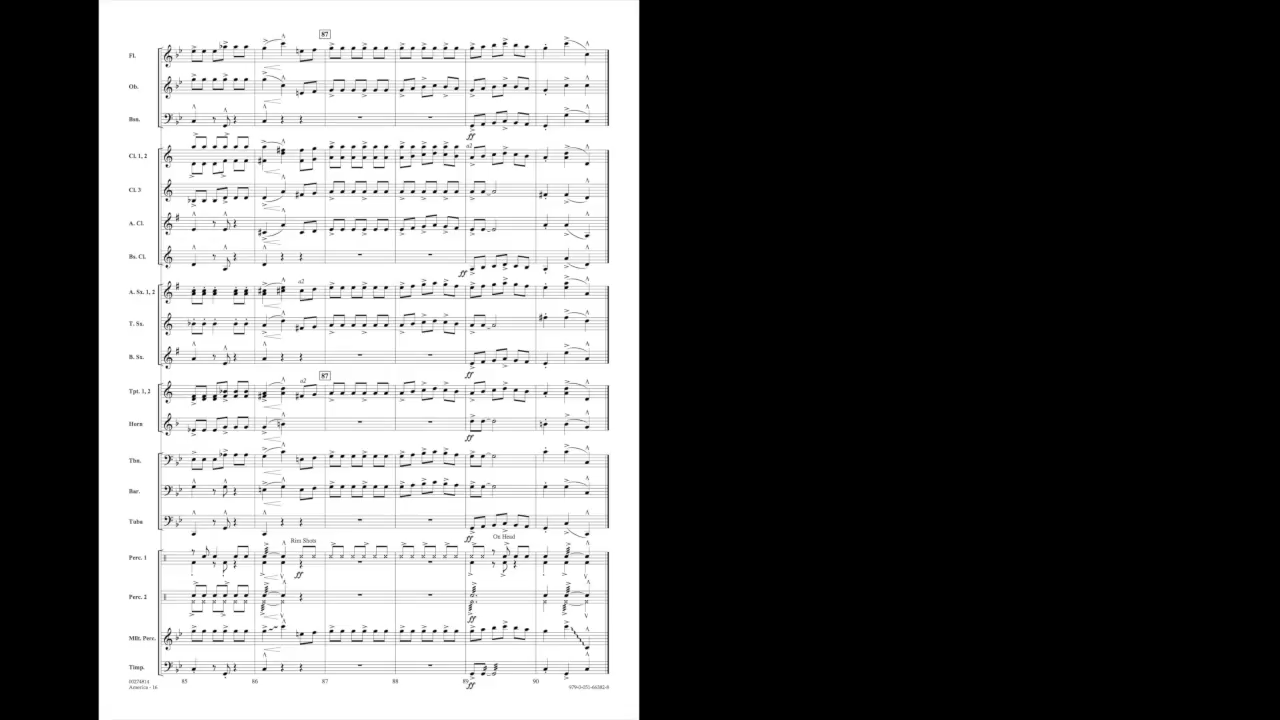 87
Fl.
Ob.
Bsn.
ff
a2
Cl. 1, 2
Cl. 3
A. Cl.
Bs. Cl.
ff
a2
A. Sx. 1, 2
T. Sx.
B. Sx.
ff
87
a2
Tpt. 1, 2
Horn
ff
Tbn.
Bar.
Tuba
ff
Rim Shots
On Head
Perc. 1
ff
Perc. 2
ff
Mlt. Perc.
Timp.
ff
85 86 87 88 89 90
00274814
America - 16
979-0-051-66382-8